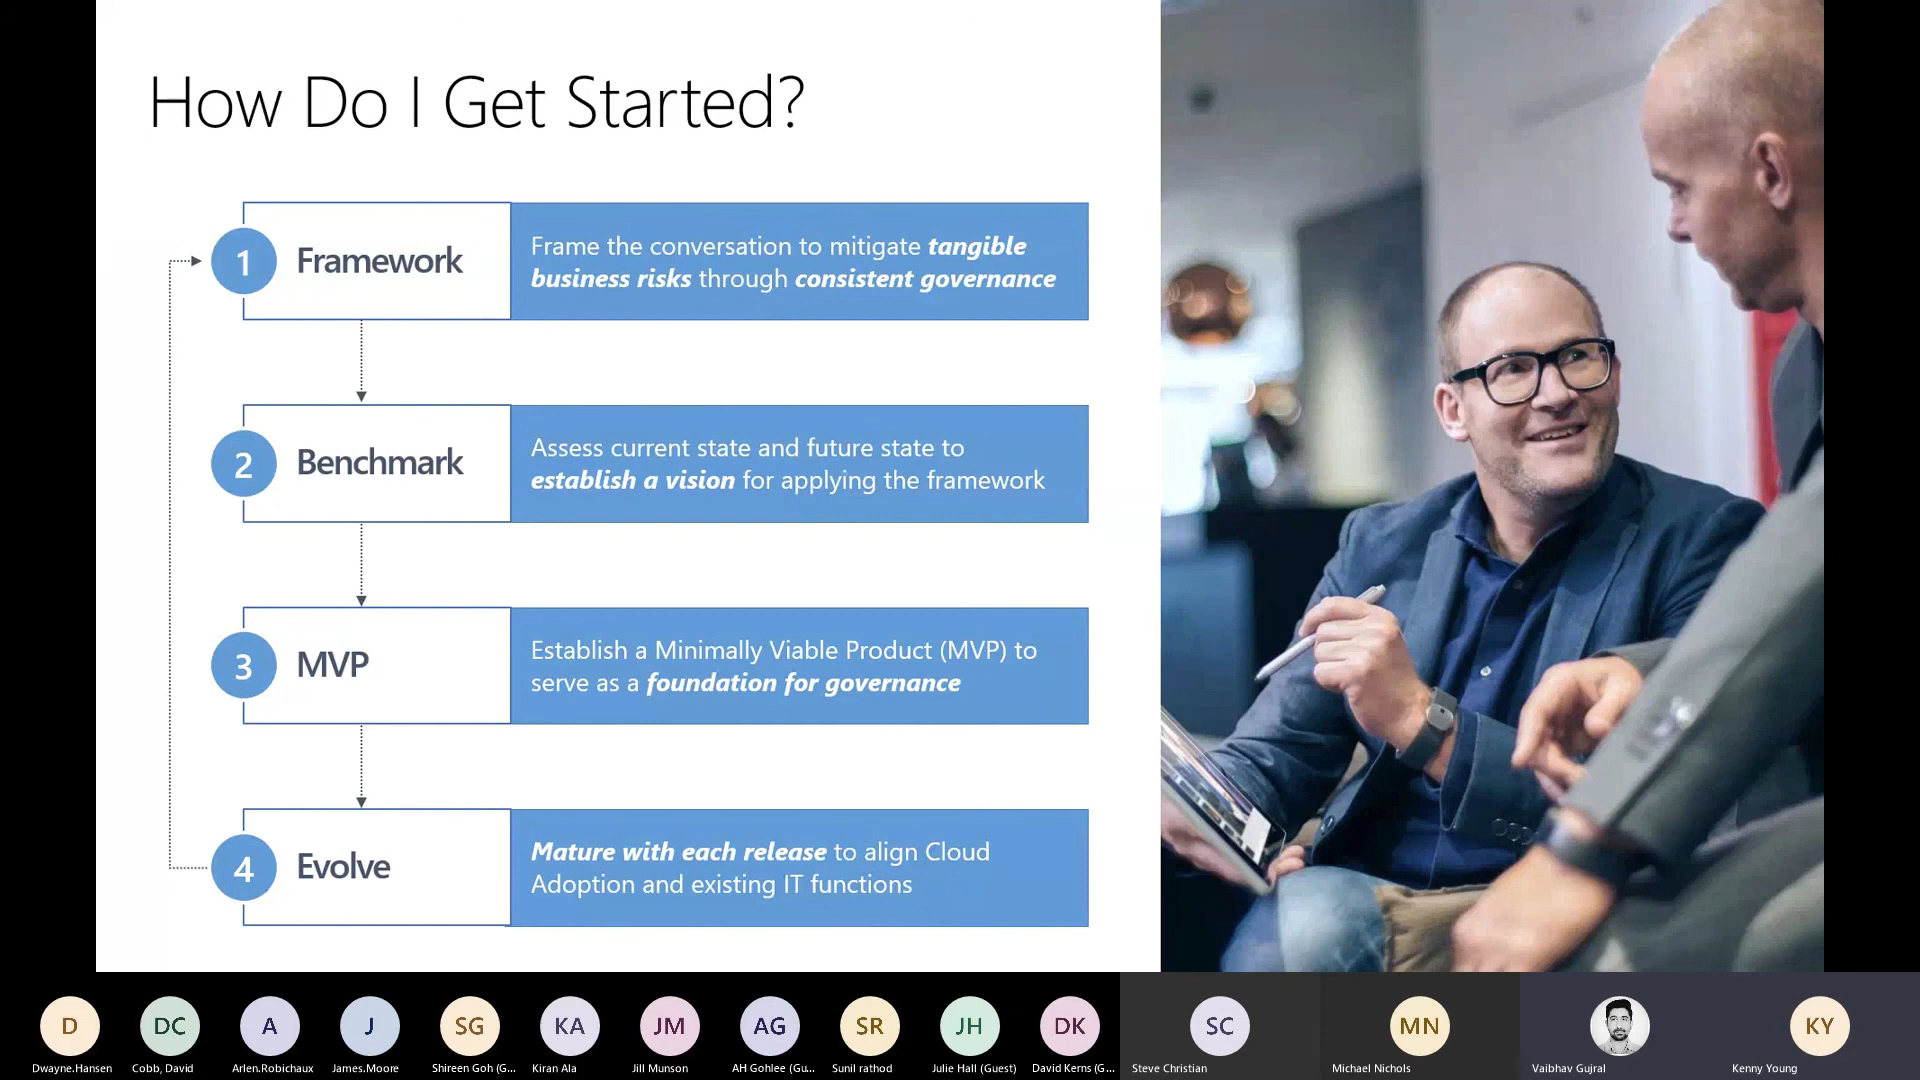 How Do I Get Started?
1
Framework
Frame the conversation to mitigate tangible
business risks through consistent governance
2
Benchmark
Assess current state and future state to
establish a vision for applying the framework
3
MVP
Establish a Minimally Viable Product (MVP) to
serve as a foundation for governance
4
Evolve
Mature with each release to align Cloud
Adoption and existing IT functions
D DC A J SG KA JM AG SR JH DK SC MN KY
Dwayne.Hansen Cobb, David Arlen.Robichaux James.Moore Shireen Goh (G... Kiran Ala Jill Munson AH Gohlee (Gu... Sunil rathod Julie Hall (Guest) David Kerns (G... Steve Christian Michael Nichols Vaibhav Gujral Kenny Young